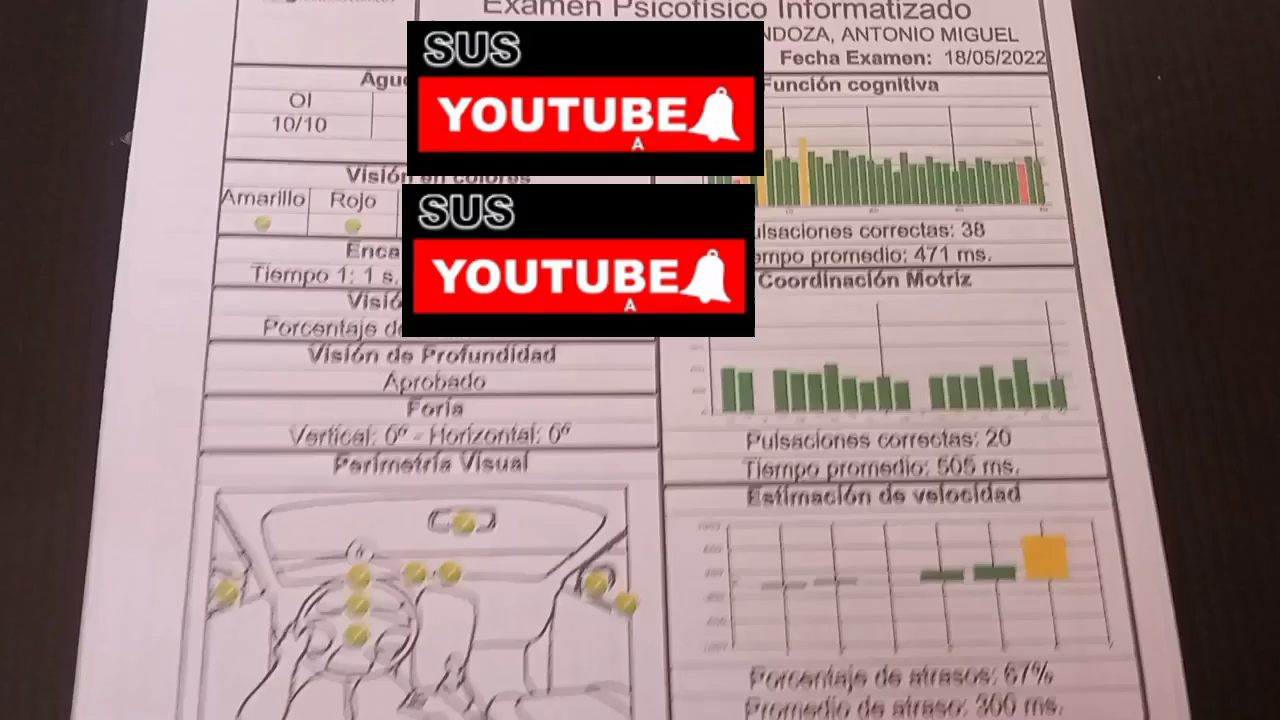 Examen Psicofísico Informatizado
NDOZA, ANTONIO MIGUEL
Fecha Examen: 18/05/2022
SUS
YOUTUBE
A
Agu
OI
10/10
Visión en colores
Amarillo Rojo
Enca
Tiempo 1: 1 s.
Visió
Porcentaje de
SUS
YOUTUBE
A
Visión de Profundidad
Aprobado
Foria
Vertical: 0º - Horizontal: 0º
Perimetría Visual
Función cognitiva
ulsaciones correctas: 38
empo promedio: 471 ms.
Coordinación Motriz
Pulsaciones correctas: 20
Tiempo promedio: 505 ms.
Estimación de velocidad
Porcentaje de atrasos: 67%
Promedio de atraso: 300 ms.